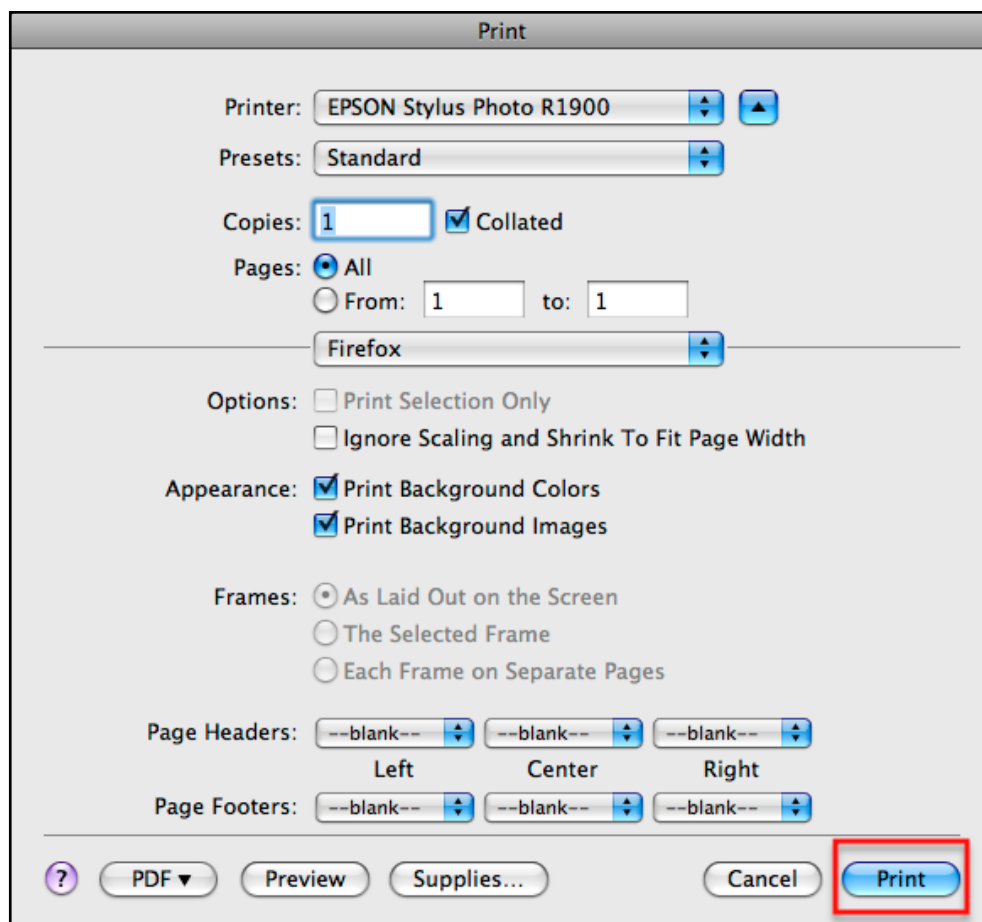 Print
Printer: EPSON Stylus Photo R1900
Presets: Standard
Copies: 1 Collated
Pages: All
From: 1 to: 1
Firefox
Options: Print Selection Only
Ignore Scaling and Shrink To Fit Page Width
Appearance: Print Background Colors
Print Background Images
Frames: As Laid Out on the Screen
The Selected Frame
Each Frame on Separate Pages
Page Headers: --blank-- --blank-- --blank--
Left Center Right
Page Footers: --blank-- --blank-- --blank--
? PDF▼ Preview Supplies... Cancel Print